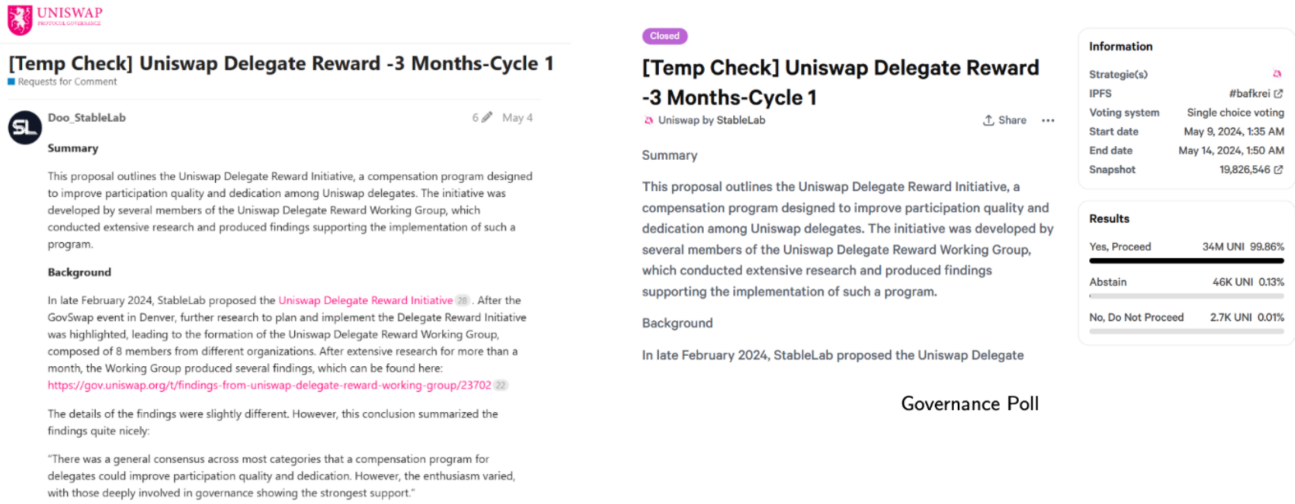 UNISWAP
PROTOCOL GOVERNANCE
[Temp Check] Uniswap Delegate Reward -3 Months-Cycle 1
Requests for Comment
SL
Doo_StableLab
6
May 4
Summary
This proposal outlines the Uniswap Delegate Reward Initiative, a compensation program designed
to improve participation quality and dedication among Uniswap delegates. The initiative was
developed by several members of the Uniswap Delegate Reward Working Group, which
conducted extensive research and produced findings supporting the implementation of such a
program.
Background
In late February 2024, StableLab proposed the Uniswap Delegate Reward Initiative 28 . After the
GovSwap event in Denver, further research to plan and implement the Delegate Reward Initiative
was highlighted, leading to the formation of the Uniswap Delegate Reward Working Group,
composed of 8 members from different organizations. After extensive research for more than a
month, the Working Group produced several findings, which can be found here:
https://gov.uniswap.org/t/findings-from-uniswap-delegate-reward-working-group/23702 22
The details of the findings were slightly different. However, this conclusion summarized the
findings quite nicely:
"There was a general consensus across most categories that a compensation program for
delegates could improve participation quality and dedication. However, the enthusiasm varied,
with those deeply involved in governance showing the strongest support."
Closed
[Temp Check] Uniswap Delegate Reward
-3 Months-Cycle 1
Uniswap by StableLab
Share
Summary
This proposal outlines the Uniswap Delegate Reward Initiative, a
compensation program designed to improve participation quality and
dedication among Uniswap delegates. The initiative was developed by
several members of the Uniswap Delegate Reward Working Group,
which conducted extensive research and produced findings
supporting the implementation of such a program.
Background
In late February 2024, StableLab proposed the Uniswap Delegate
Governance Poll
Information
Strategie(s)
IPFS #bafkrei
Voting system Single choice voting
Start date May 9, 2024, 1:35 AM
End date May 14, 2024, 1:50 AM
Snapshot 19,826,546
Results
Yes, Proceed 34M UNI 99.86%
Abstain 46K UNI 0.13%
No, Do Not Proceed 2.7K UNI 0.01%